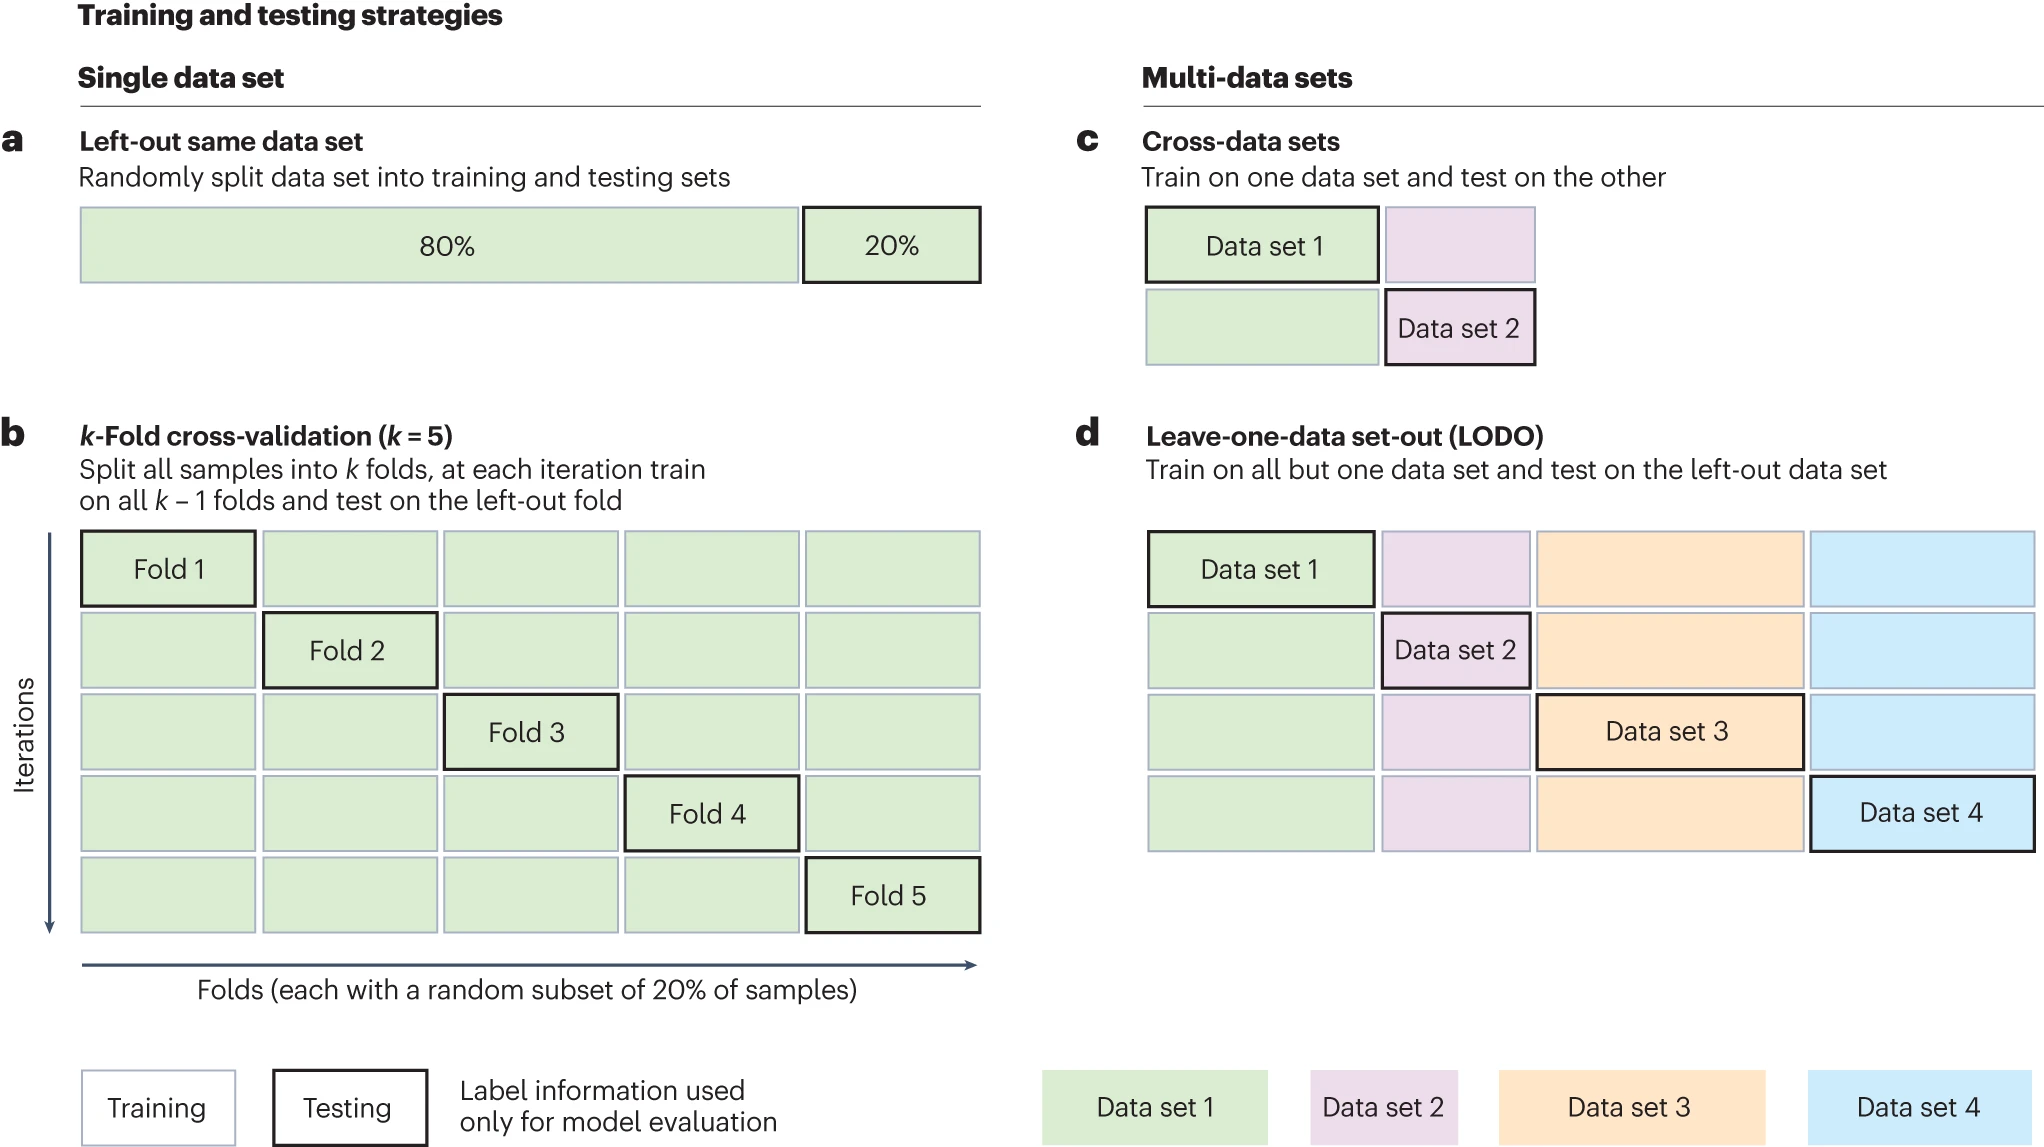 Training and testing strategies
Single data set
a
Left-out same data set
Randomly split data set into training and testing sets
80%
20%
b
k-Fold cross-validation (k = 5)
Split all samples into k folds, at each iteration train
on all k – 1 folds and test on the left-out fold
Iterations
Fold 1
Fold 2
Fold 3
Fold 4
Fold 5
Folds (each with a random subset of 20% of samples)
Multi-data sets
c
Cross-data sets
Train on one data set and test on the other
Data set 1
Data set 2
d
Leave-one-data set-out (LODO)
Train on all but one data set and test on the left-out data set
Data set 1
Data set 2
Data set 3
Data set 4
Training
Testing
Label information used
only for model evaluation
Data set 1
Data set 2
Data set 3
Data set 4